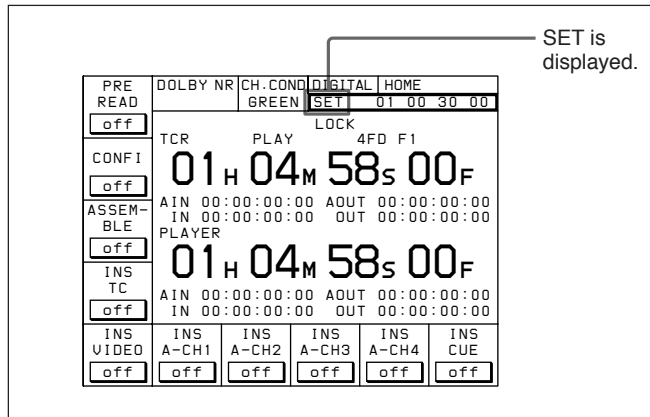 SET is
displayed.
PRE
READ
off
DOLBY NR
CH.COND
GREEN
DIGITAL
HOME
SET 01 00 30 00
LOCK
TCR PLAY 4FD F1
01H 04M 58S 00F
AIN 00:00:00:00 AOUT 00:00:00:00
IN 00:00:00:00 OUT 00:00:00:00
PLAYER
01H 04M 58S 00F
AIN 00:00:00:00 AOUT 00:00:00:00
IN 00:00:00:00 OUT 00:00:00:00
CONFI
off
ASSEM-
BLE
off
INS
TC
off
INS
VIDEO
off
INS
A-CH1
off
INS
A-CH2
off
INS
A-CH3
off
INS
A-CH4
off
INS
CUE
off